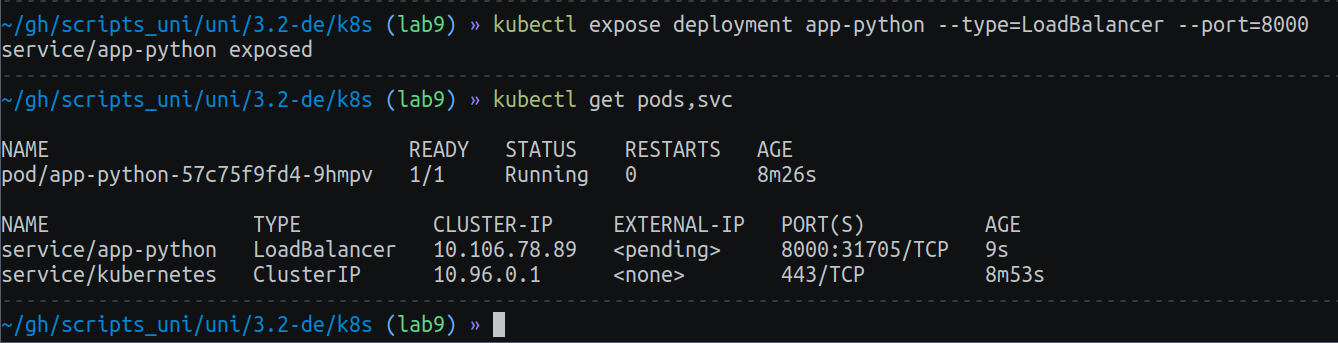 ~/gh/scripts_uni/uni/3.2-de/k8s (lab9) » kubectl expose deployment app-python --type=LoadBalancer --port=8000
service/app-python exposed
~/gh/scripts_uni/uni/3.2-de/k8s (lab9) » kubectl get pods,svc
NAME                              READY   STATUS    RESTARTS   AGE
pod/app-python-57c75f9fd4-9hmpv   1/1     Running   0          8m26s
NAME                 TYPE           CLUSTER-IP     EXTERNAL-IP   PORT(S)          AGE
service/app-python   LoadBalancer   10.106.78.89   <pending>     8000:31705/TCP   9s
service/kubernetes   ClusterIP      10.96.0.1      <none>        443/TCP          8m53s
~/gh/scripts_uni/uni/3.2-de/k8s (lab9) »